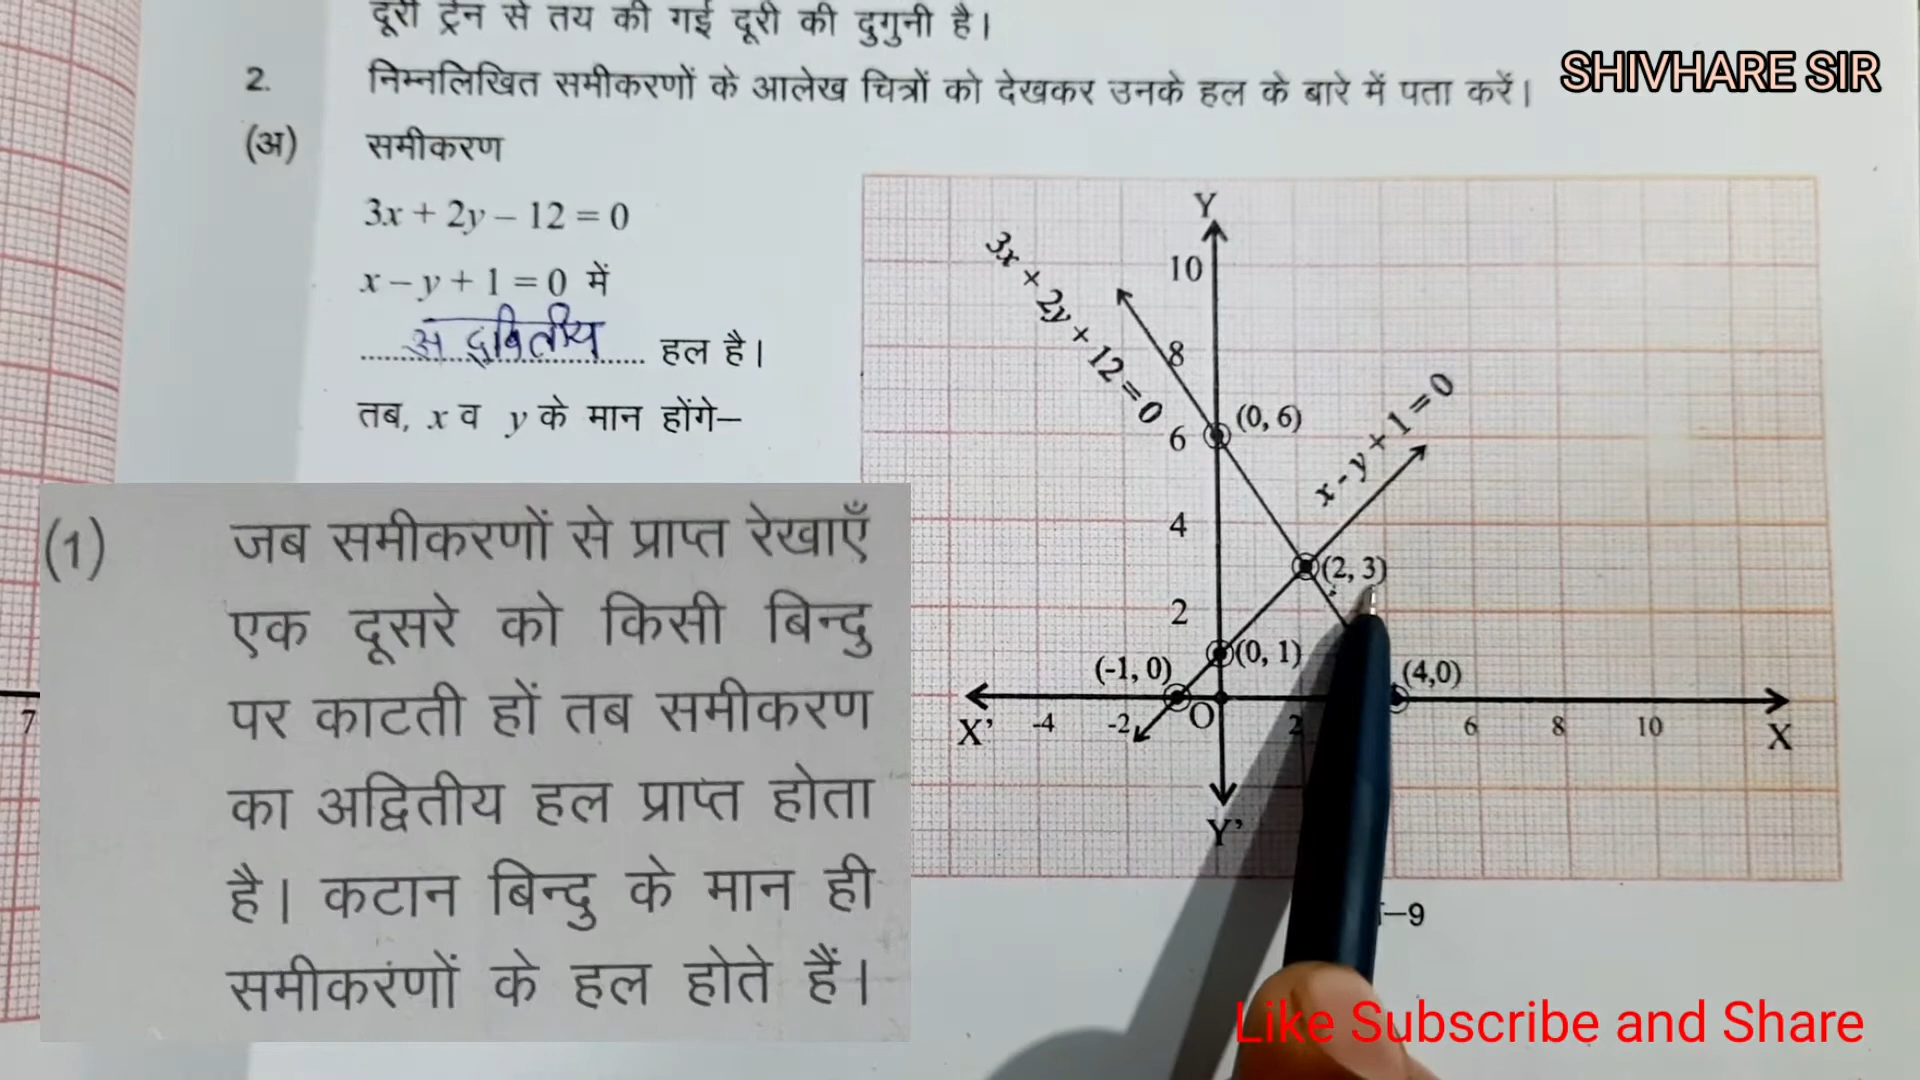 दूरी ट्रेन से तय की गई दूरी की दुगुनी है।
2. निम्नलिखित समीकरणों के आलेख चित्रों को देखकर उनके हल के बारे में पता करें।
SHIVHARE SIR
(अ) समीकरण
3x + 2y – 12 = 0
x – y + 1 = 0 में
अद्वितीय हल है।
तब, x व y के मान होंगे–
(1) जब समीकरणों से प्राप्त रेखाएँ
एक दूसरे को किसी बिन्दु
पर काटती हों तब समीकरण
का अद्वितीय हल प्राप्त होता
है। कटान बिन्दु के मान ही
समीकरंणों के हल होते हैं।
Y
10
3x + 2y + 12 = 0
8
x - y + 1 = 0
6 (0, 6)
4
(2, 3)
2
(0, 1)
(-1, 0) (4,0)
X' -4 -2 O 2 6 8 10 X
Y'
–9
7
Like Subscribe and Share